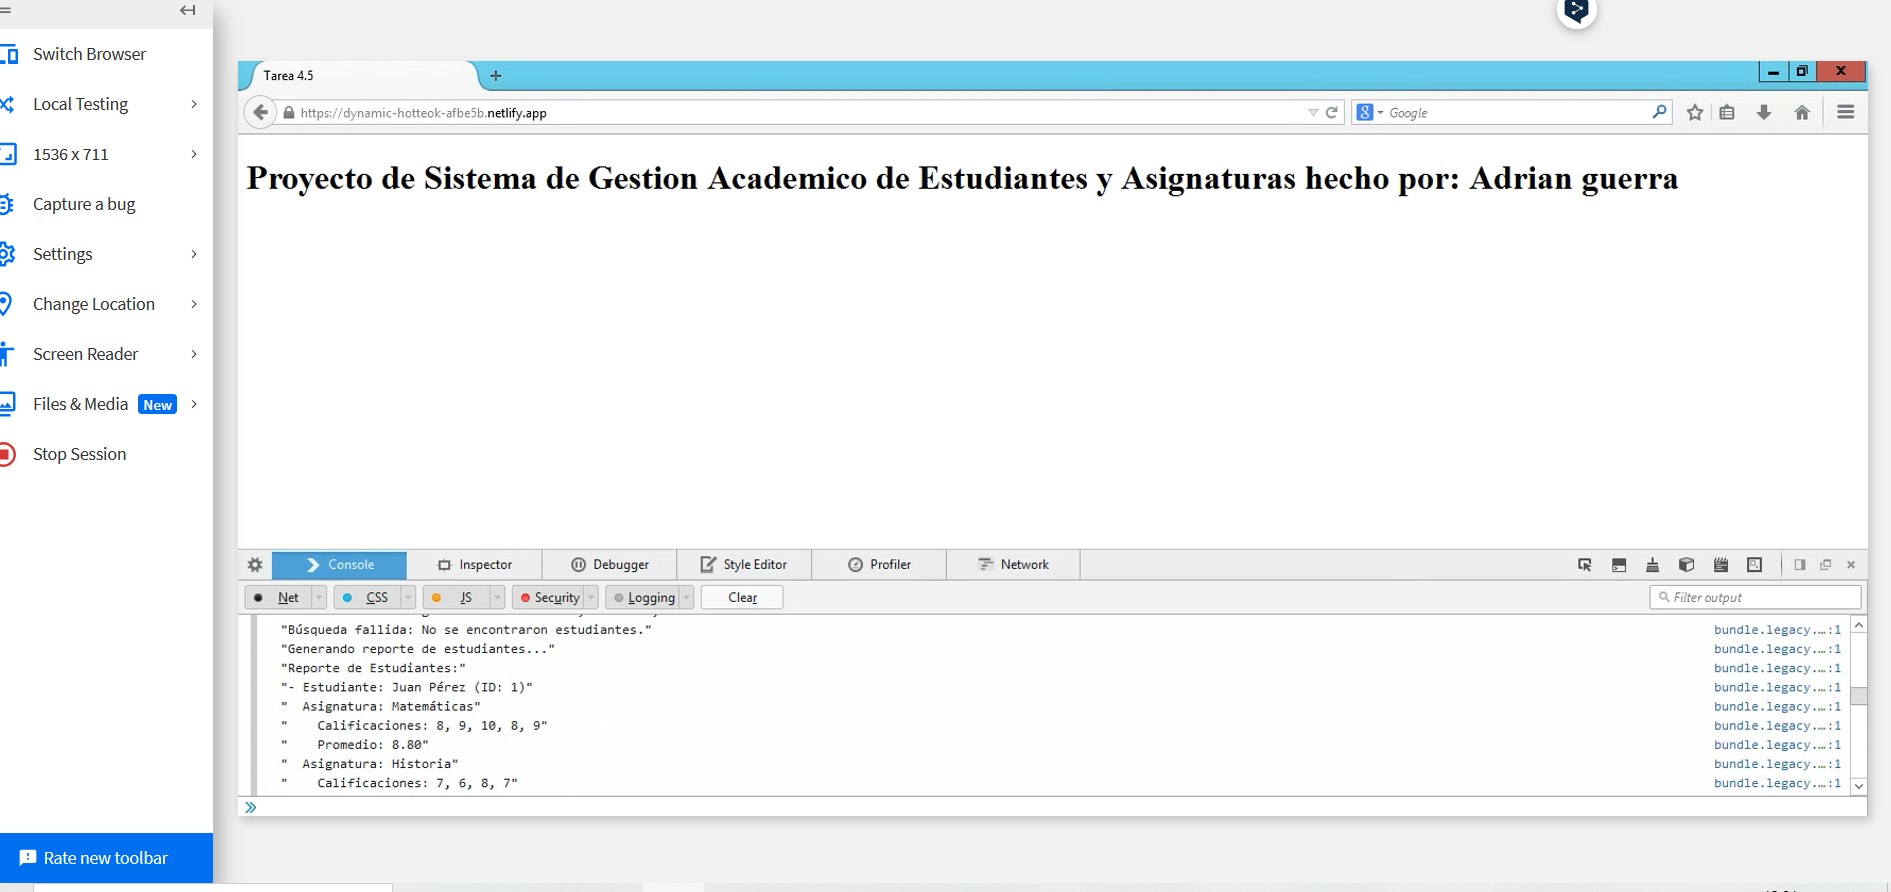 Switch Browser
Local Testing
1536 x 711
Capture a bug
Settings
Change Location
Screen Reader
Files & Media New
Stop Session
Rate new toolbar
Tarea 4.5
https://dynamic-hotteok-afbe5b.netlify.app
Google
Proyecto de Sistema de Gestion Academico de Estudiantes y Asignaturas hecho por: Adrian guerra
Console Inspector Debugger Style Editor Profiler Network
Net CSS JS Security Logging Clear Filter output
"Búsqueda fallida: No se encontraron estudiantes." bundle.legacy.…:1
"Generando reporte de estudiantes..." bundle.legacy.…:1
"Reporte de Estudiantes:" bundle.legacy.…:1
"- Estudiante: Juan Pérez (ID: 1)" bundle.legacy.…:1
"  Asignatura: Matemáticas" bundle.legacy.…:1
"    Calificaciones: 8, 9, 10, 8, 9" bundle.legacy.…:1
"    Promedio: 8.80" bundle.legacy.…:1
"  Asignatura: Historia" bundle.legacy.…:1
"    Calificaciones: 7, 6, 8, 7" bundle.legacy.…:1